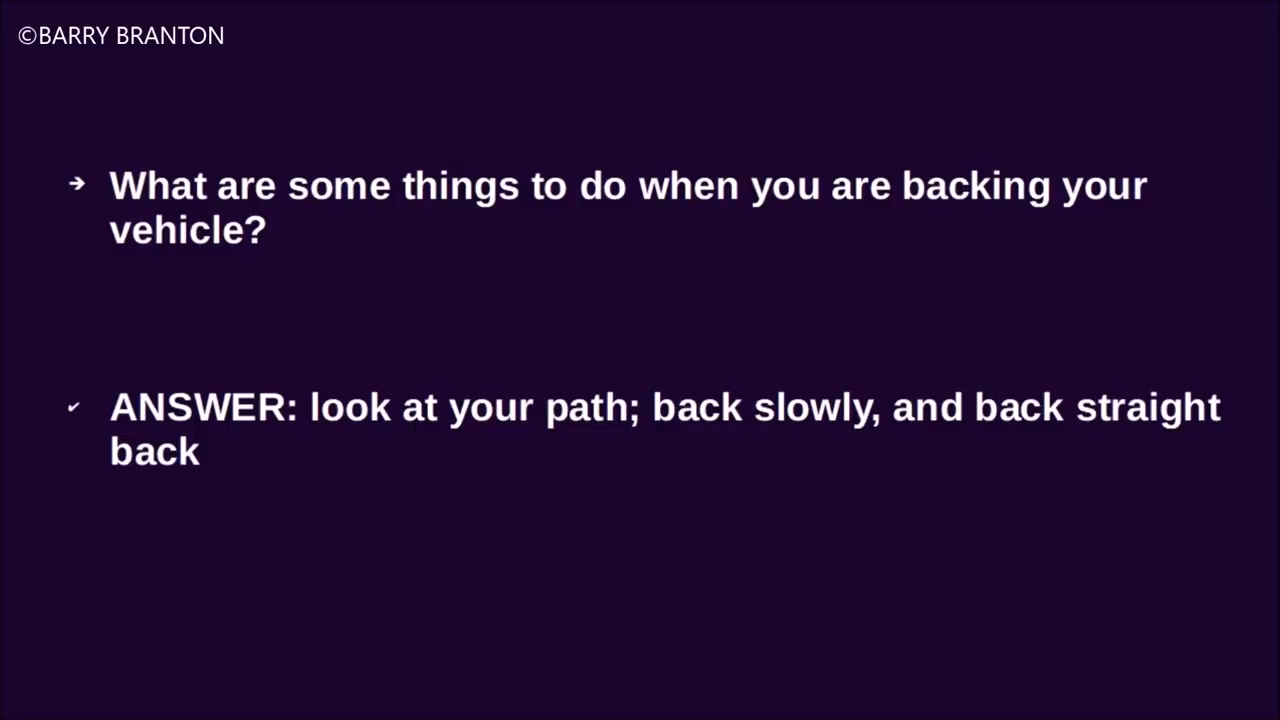 ©BARRY BRANTON
➔ What are some things to do when you are backing your
vehicle?
✔ ANSWER: look at your path; back slowly, and back straight
back